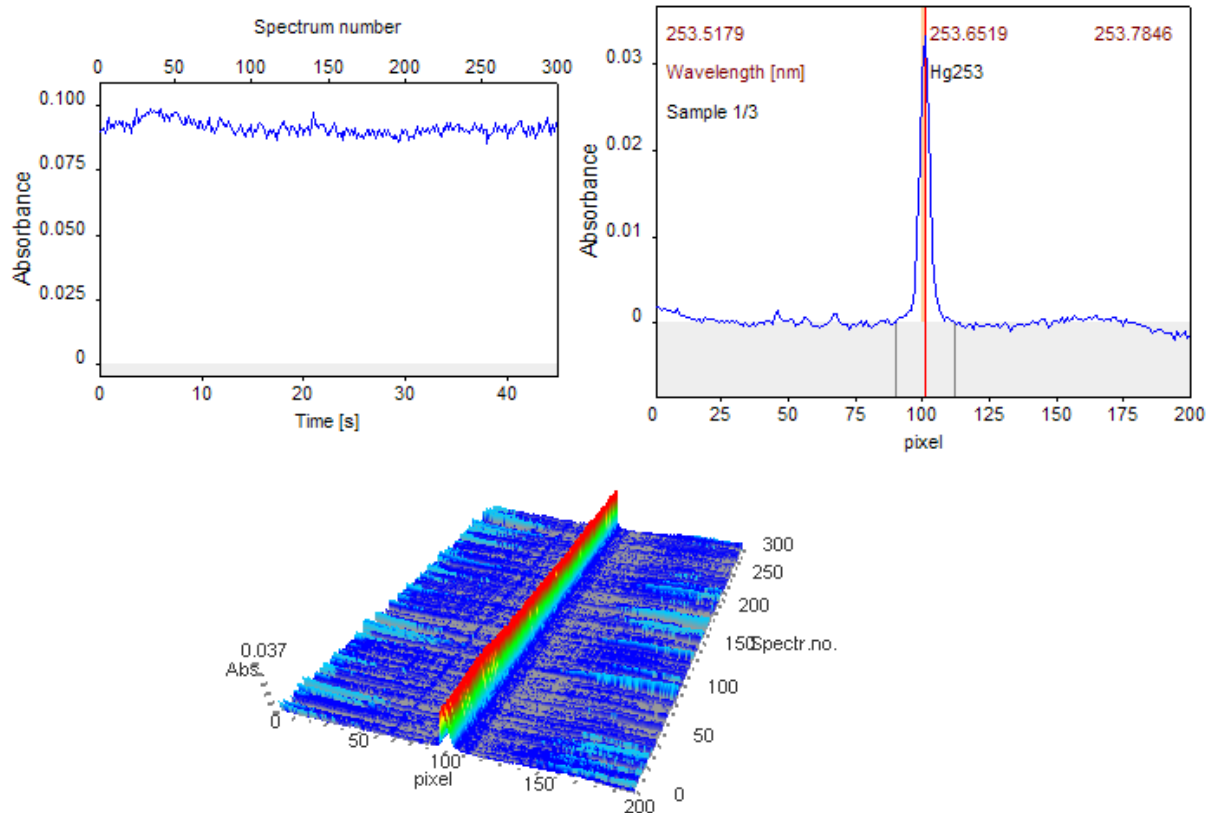 Spectrum number
0 50 100 150 200 250 300
0.100
0.075
0.050
0.025
0
Absorbance
0 10 20 30 40
Time [s]
253.5179 253.6519 253.7846
Wavelength [nm] Hg253
Sample 1/3
0.03
0.02
0.01
0
Absorbance
0 25 50 75 100 125 150 175 200
1
pixel
0.037
Abs.
0
50
100
150
200
pixel
300
250
200
150
Spectr.no.
100
50
0